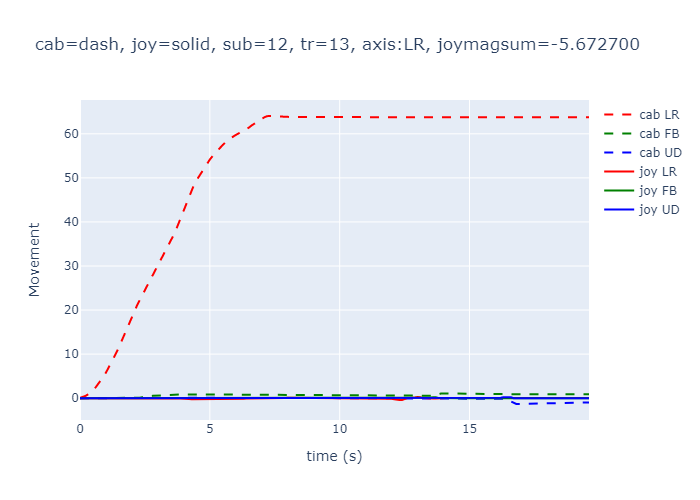 cab=dash, joy=solid, sub=12, tr=13, axis:LR, joymagsum=-5.672700
Movement
60
50
40
30
20
10
0
0 5 10 15
time (s)
cab LR
cab FB
cab UD
joy LR
joy FB
joy UD